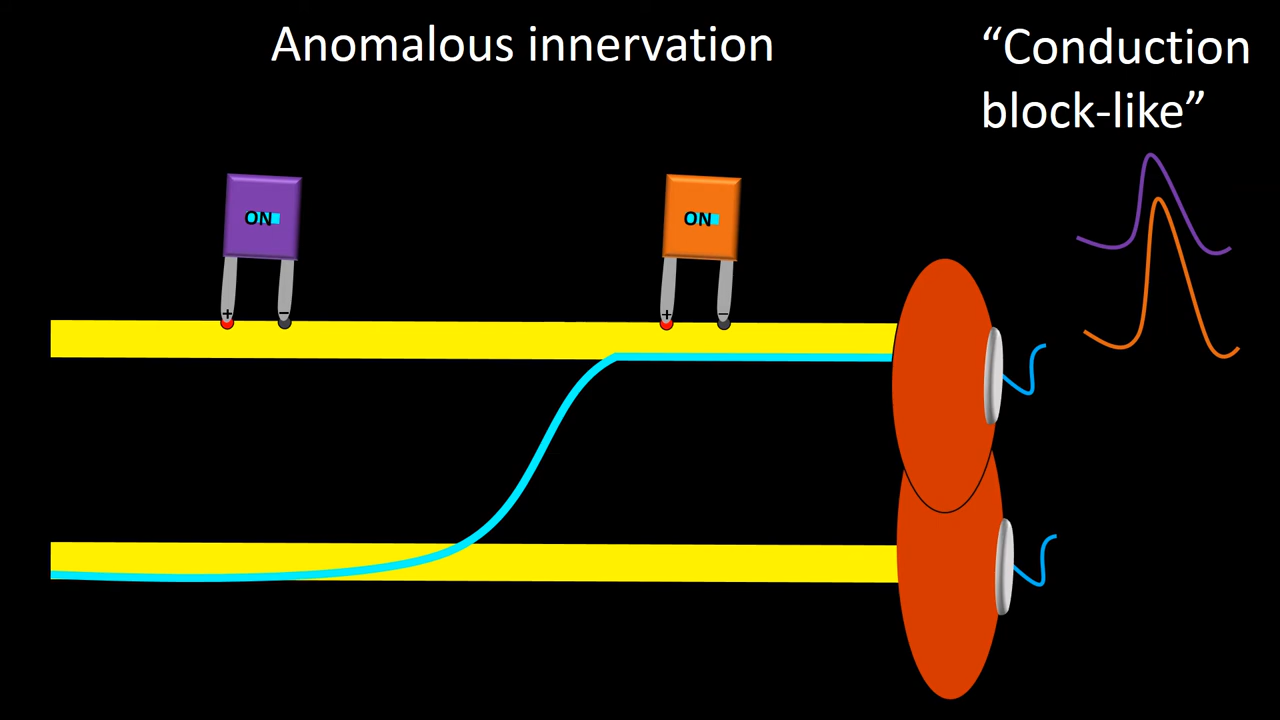 Anomalous innervation
“Conduction
block-like”
ON
ON
+
−
+
−